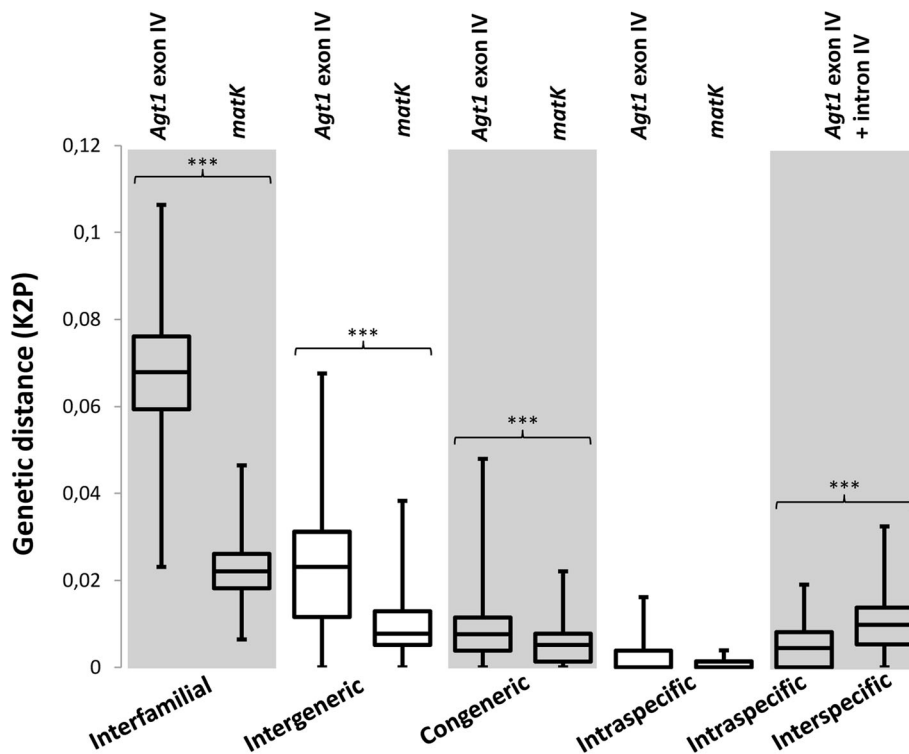 Agt1 exon IV
matK
Agt1 exon IV
matK
Agt1 exon IV
matK
Agt1 exon IV
matK
Agt1 exon IV
+ intron IV
Genetic distance (K2P)
0,12
0,1
0,08
0,06
0,04
0,02
0
***
***
***
***
Interfamilial
Intergeneric
Congeneric
Intraspecific
Intraspecific
Interspecific